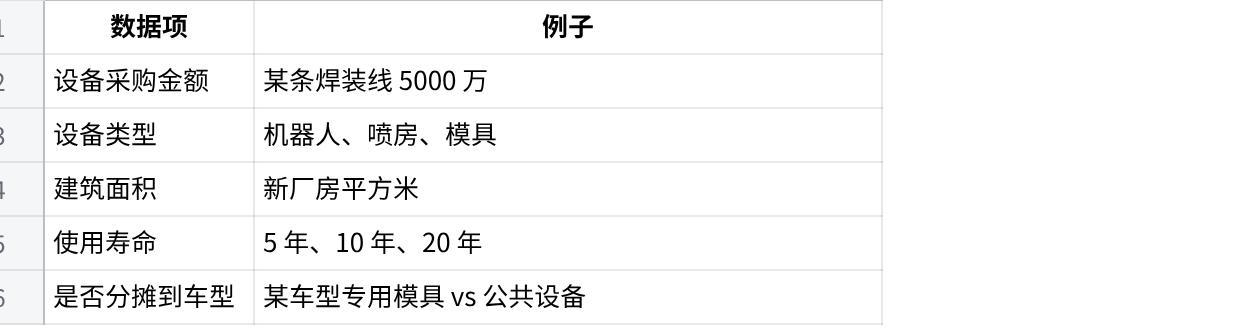 数据项 例子
设备采购金额 某条焊装线 5000 万
设备类型 机器人、喷房、模具
建筑面积 新厂房平方米
使用寿命 5 年、10 年、20 年
是否分摊到车型 某车型专用模具 vs 公共设备